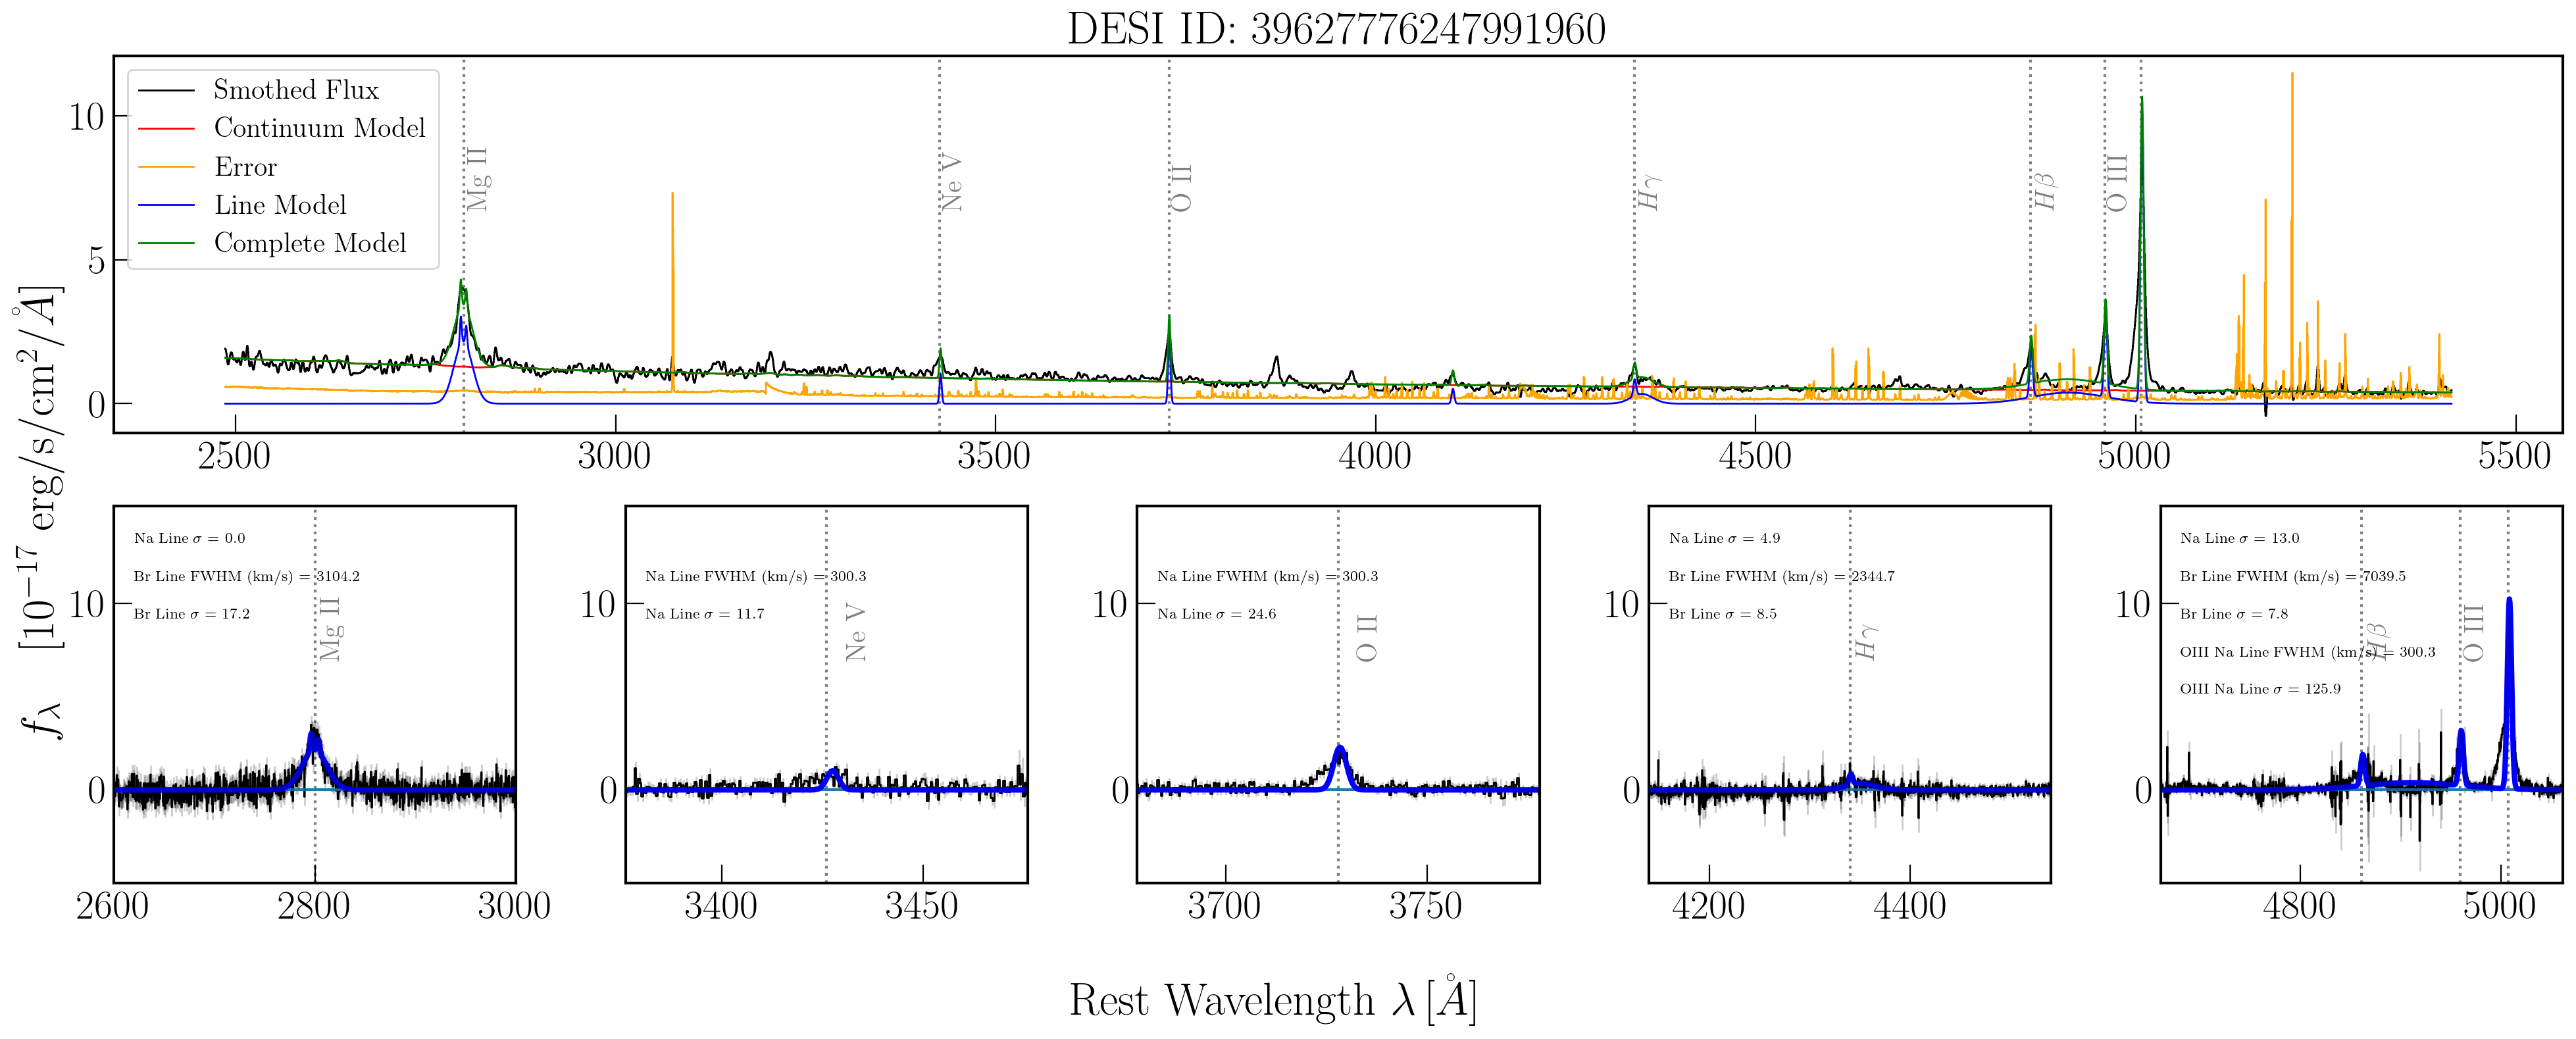 DESI ID: 39627776247991960
Smothed Flux
Continuum Model
Error
Line Model
Complete Model
Mg II
Ne V
O II
Hγ
Hβ
O III
10
5
0
2500 3000 3500 4000 4500 5000 5500
fλ [10⁻¹⁷ erg/s/cm²/Å]
Na Line σ = 0.0
Br Line FWHM (km/s) = 3104.2
Br Line σ = 17.2
Mg II
10
0
2600 2800 3000
Na Line FWHM (km/s) = 300.3
Na Line σ = 11.7
Ne V
10
0
3400 3450
Na Line FWHM (km/s) = 300.3
Na Line σ = 24.6
O II
10
0
3700 3750
Na Line σ = 4.9
Br Line FWHM (km/s) = 2344.7
Br Line σ = 8.5
Hγ
10
0
4200 4400
Na Line σ = 13.0
Br Line FWHM (km/s) = 7039.5
Br Line σ = 7.8
OIII Na Line FWHM (km/s) = 300.3
OIII Na Line σ = 125.9
Hβ
O III
10
0
4800 5000
Rest Wavelength λ [Å]